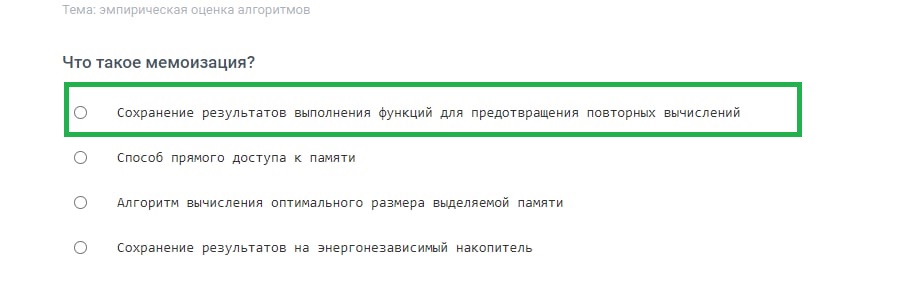 Тема: эмпирическая оценка алгоритмов
Что такое мемоизация?
Сохранение результатов выполнения функций для предотвращения повторных вычислений
Способ прямого доступа к памяти
Алгоритм вычисления оптимального размера выделяемой памяти
Сохранение результатов на энергонезависимый накопитель